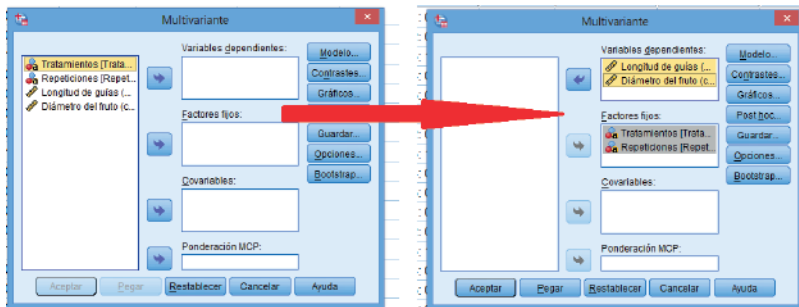 Multivariante
Variables dependientes:
Tratamientos [Trata...
Repeticiones [Repet...
Longitud de guías (...
Diámetro del fruto (c...
Modelo...
Contrastes...
Gráficos...
Factores fijos:
Guardar...
Opciones...
Bootstrap...
Covariables:
Ponderación MCP:
Aceptar
Pegar
Restablecer
Cancelar
Ayuda
Multivariante
Variables dependientes:
Longitud de guías (...
Diámetro del fruto (c...
Modelo...
Contrastes...
Gráficos...
Factores fijos:
Post hoc...
Tratamientos [Trata...
Guardar...
Repeticiones [Repet...
Opciones...
Bootstrap...
Covariables:
Ponderación MCP:
Aceptar
Pegar
Restablecer
Cancelar
Ayuda